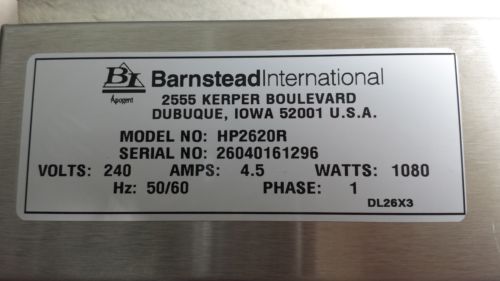 BI BarnsteadInternational
Apogent
2555 KERPER BOULEVARD
DUBUQUE, IOWA 52001 U.S.A.
MODEL NO: HP2620R
SERIAL NO: 26040161296
VOLTS: 240 AMPS: 4.5 WATTS: 1080
Hz: 50/60 PHASE: 1
DL26X3